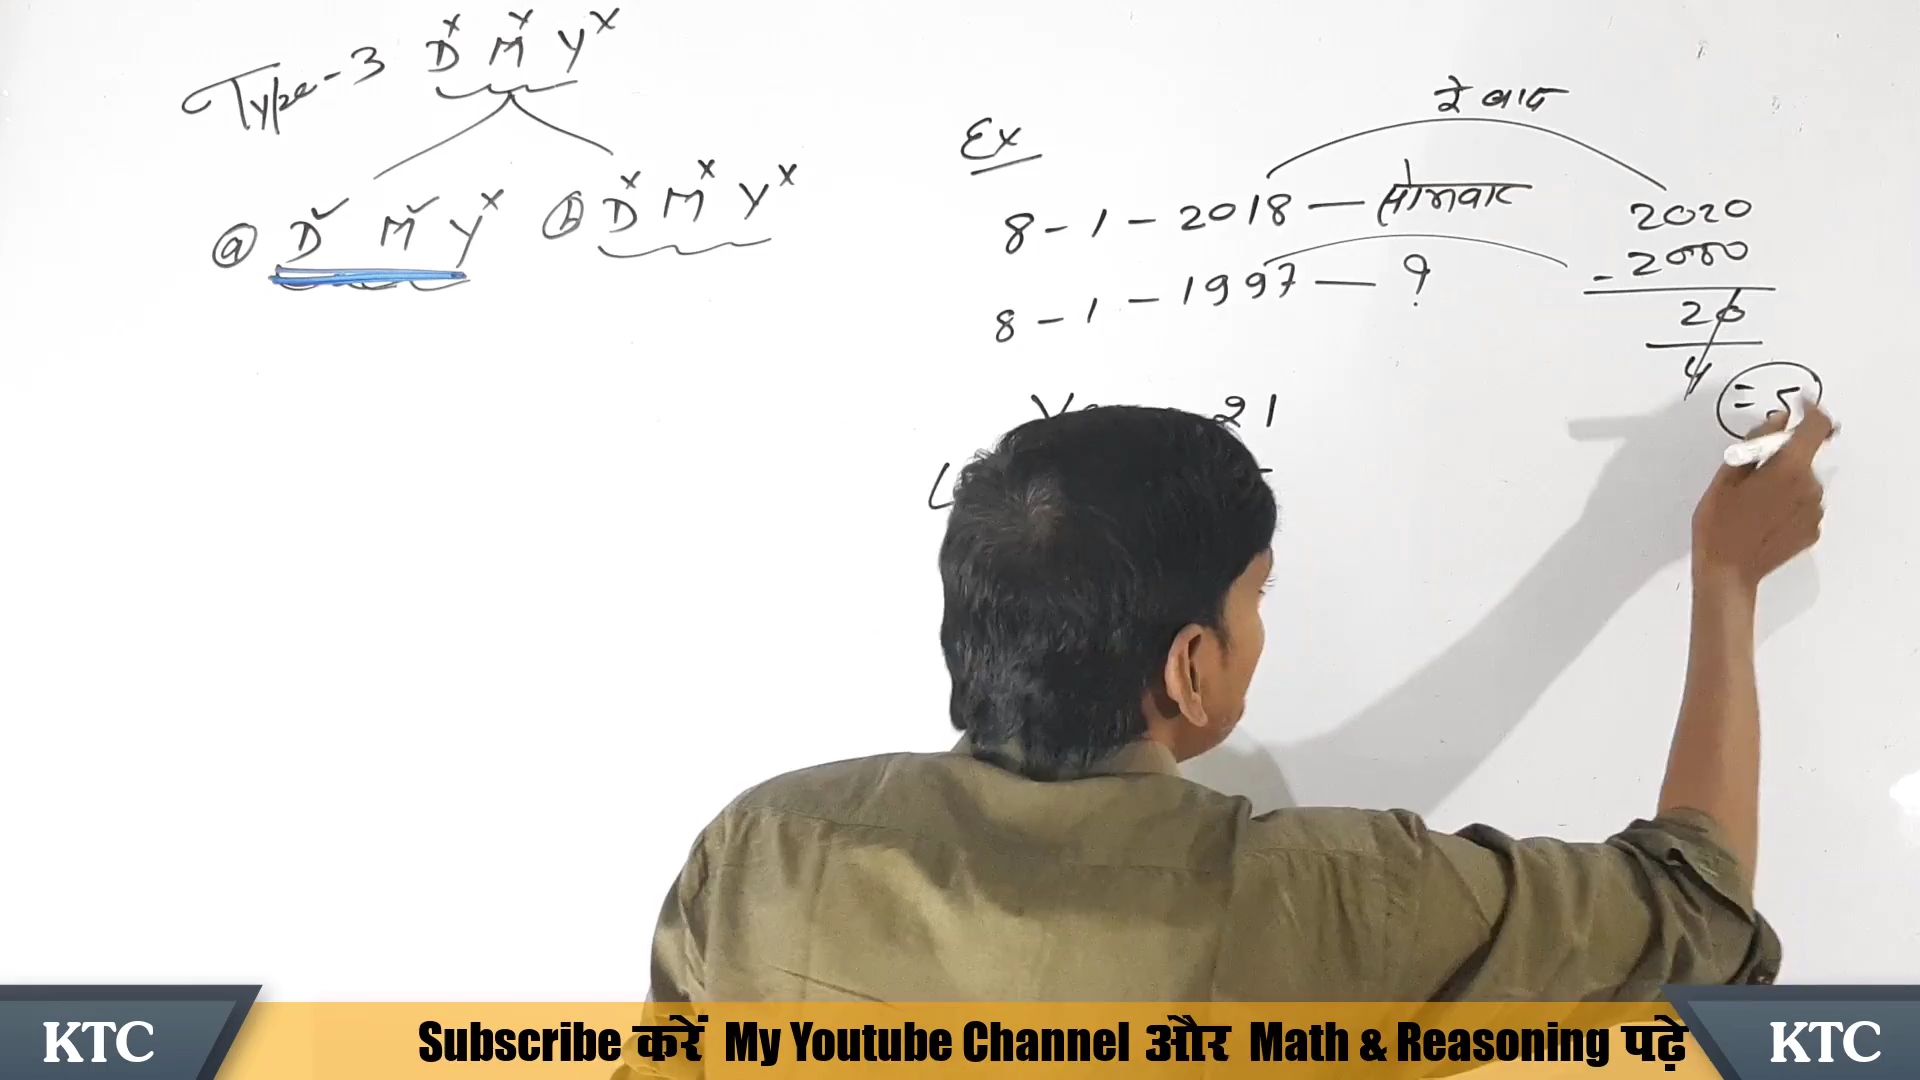 Type-3 D× M× Y×
ⓐ D✓ M✓ Y×
ⓑ D× M× Y×
Ex
रे बाद
8-1-2018 — सोमवार
8-1-1997 — ?
2020
- 2000
20
4
= 5
21
KTC
Subscribe करें My Youtube Channel और Math & Reasoning पढ़े
KTC